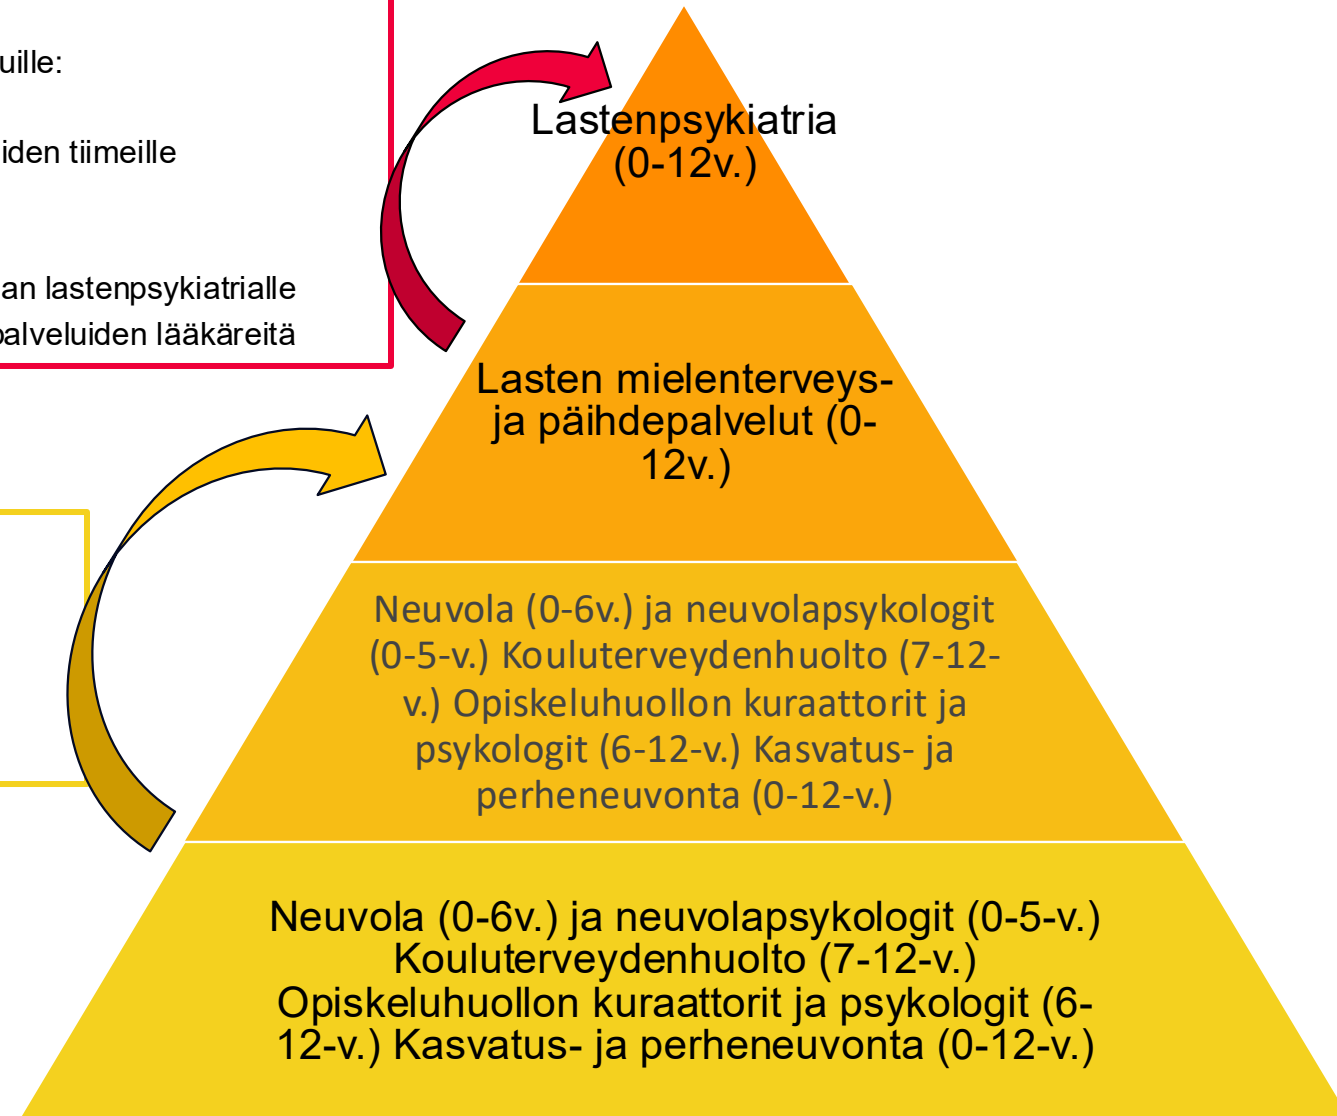 uille:
iden tiimeille
an lastenpsykiatrialle
palveluiden lääkäreitä
Lastenpsykiatria
(0-12v.)
Lasten mielenterveys-
ja päihdepalvelut (0-
12v.)
Neuvola (0-6v.) ja neuvolapsykologit
(0-5-v.) Kouluterveydenhuolto (7-12-
v.) Opiskeluhuollon kuraattorit ja
psykologit (6-12-v.) Kasvatus- ja
perheneuvonta (0-12-v.)
Neuvola (0-6v.) ja neuvolapsykologit (0-5-v.)
Kouluterveydenhuolto (7-12-v.)
Opiskeluhuollon kuraattorit ja psykologit (6-
12-v.) Kasvatus- ja perheneuvonta (0-12-v.)